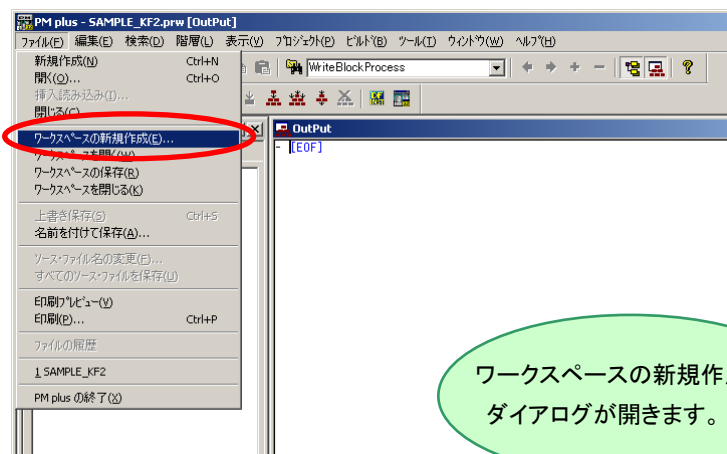 PM plus - SAMPLE_KF2.prw [OutPut]
ファイル(F) 編集(E) 検索(D) 階層(L) 表示(V) プロジェクト(P) ビルド(B) ツール(T) ウィンドウ(W) ヘルプ(H)
新規作成(N) Ctrl+N
開く(O)... Ctrl+O
WriteBlockProcess
挿入読み込み(I)...
閉じる(C)
OutPut
ワークスペースの新規作成(E)...
[EOF]
ワークスペースを開く(W)...
ワークスペースの保存(R)
ワークスペースを閉じる(K)
上書き保存(S) Ctrl+S
名前を付けて保存(A)...
ソース・ファイル名の変更(F)...
すべてのソース・ファイルを保存(U)
印刷プレビュー(V)
印刷(P)... Ctrl+P
ファイルの履歴
1 SAMPLE_KF2
ワークスペースの新規作
PM plus の終了(X)
ダイアログが開きます。